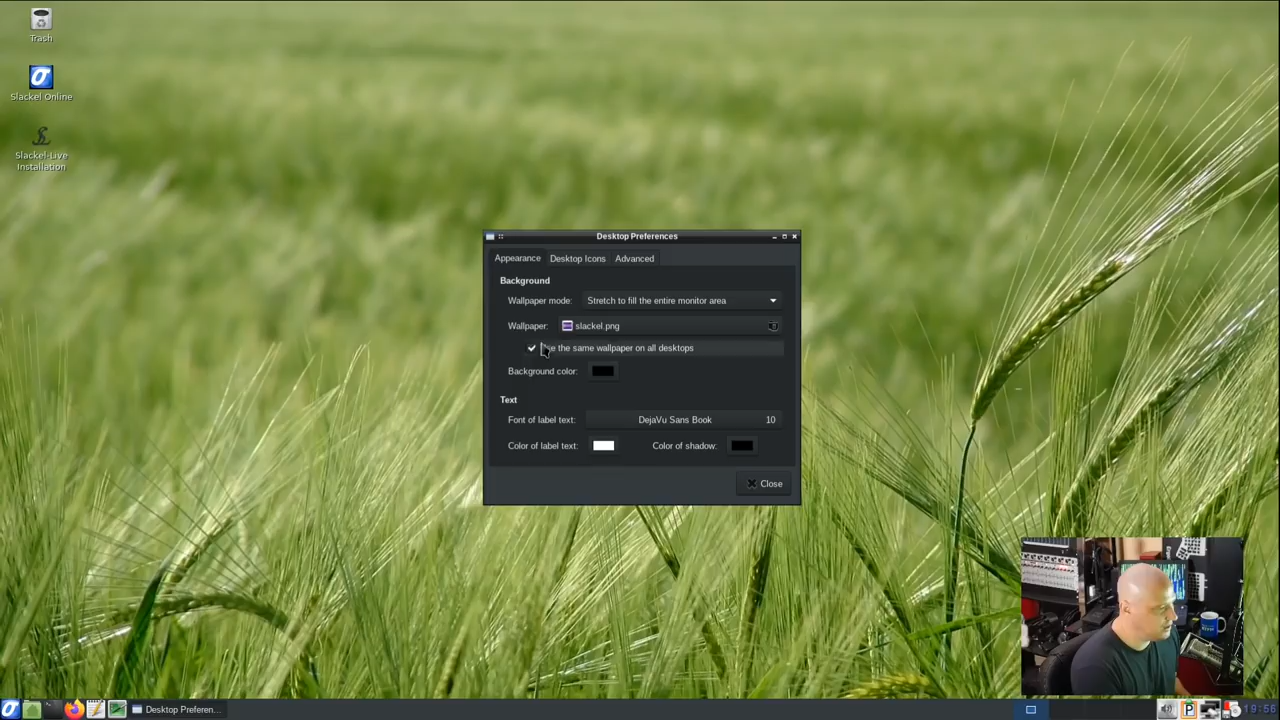 Trash
Slackel Online
Slackel-Live
Installation
Desktop Preferences
Appearance
Desktop Icons
Advanced
Background
Wallpaper mode:
Stretch to fill the entire monitor area
Wallpaper:
slackel.png
the same wallpaper on all desktops
Background color:
Text
Font of label text:
DejaVu Sans Book
10
Color of label text:
Color of shadow:
Close
Desktop Preferen...
19:56